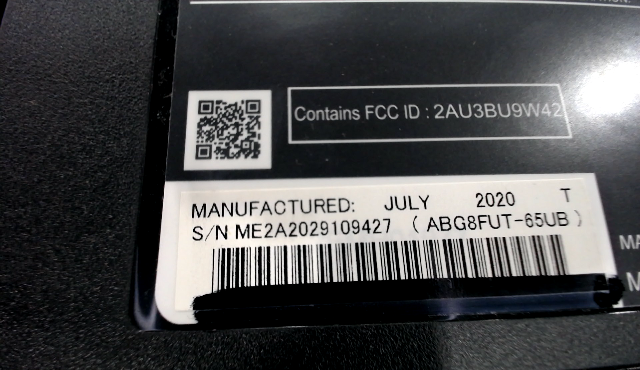 Contains FCC ID : 2AU3BU9W42
MANUFACTURED: JULY 2020 T
S/N ME2A2029109427 ( ABG8FUT-65UB )